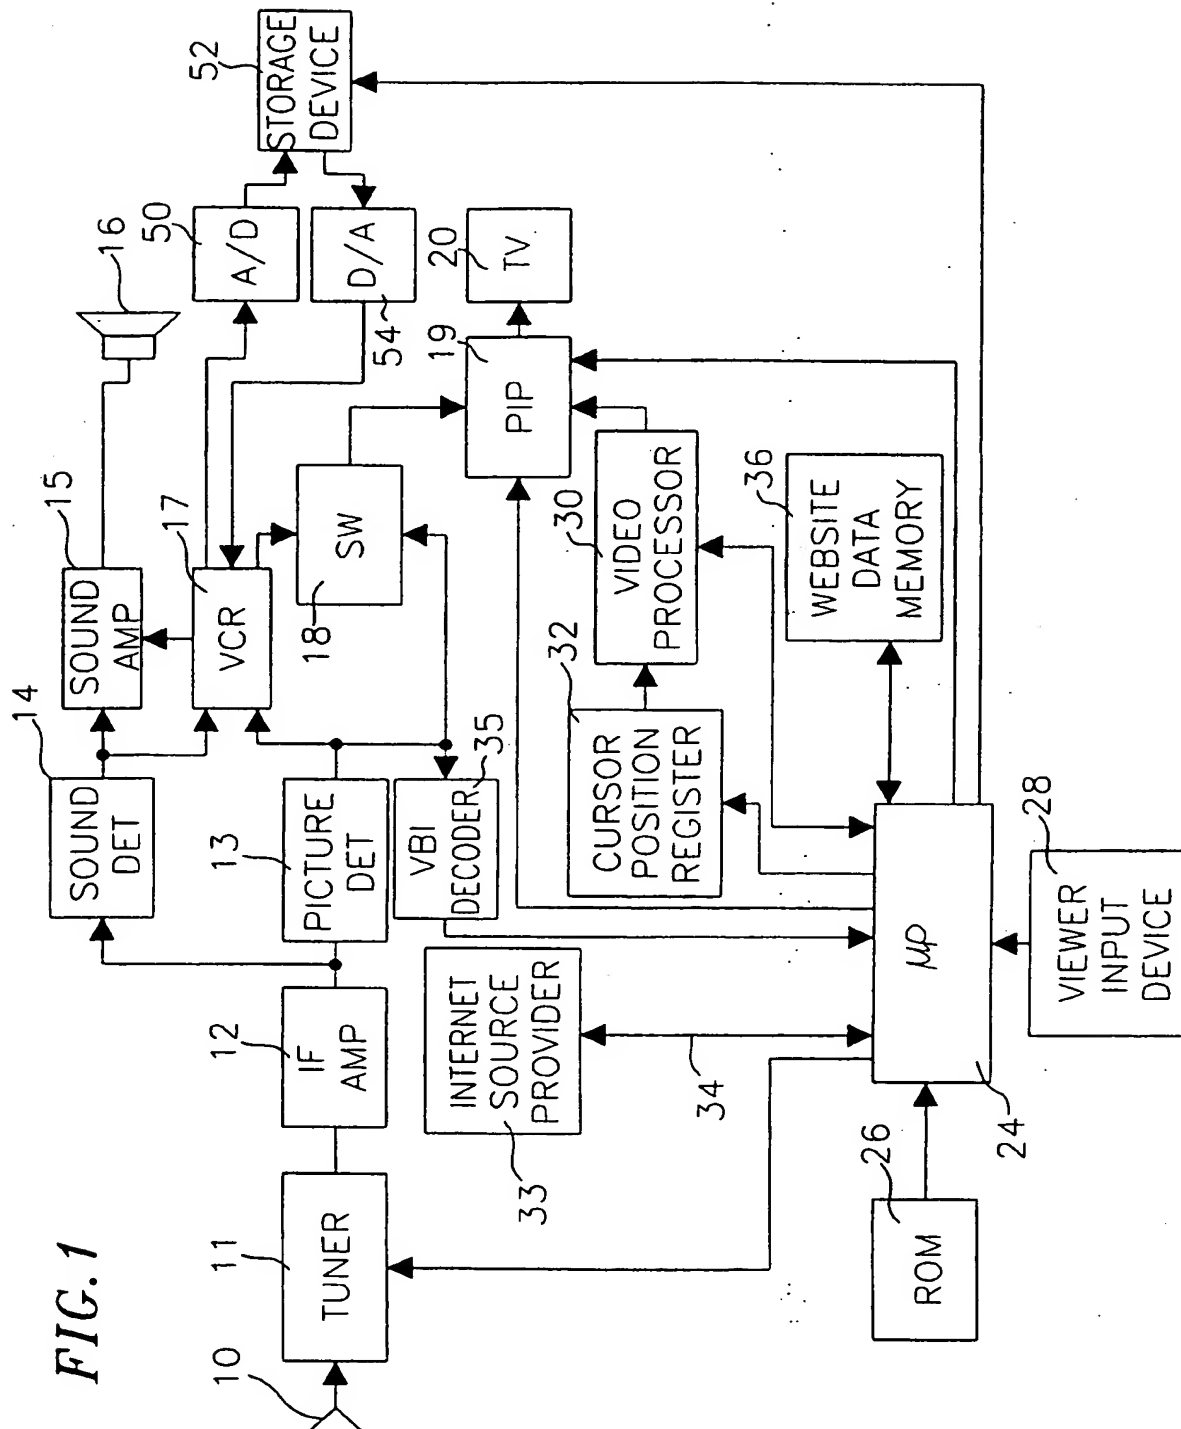 FIG. 1
10
11
TUNER
12
IF
AMP
13
PICTURE
DET
14
SOUND
DET
15
SOUND
AMP
16
17
VCR
18
SW
50
A/D
52
STORAGE
DEVICE
54
D/A
19
PIP
20
TV
35
VBI
DECODER
33
INTERNET
SOURCE
PROVIDER
34
32
CURSOR
POSITION
REGISTER
30
VIDEO
PROCESSOR
36
WEBSITE
DATA
MEMORY
26
ROM
24
μP
28
VIEWER
INPUT
DEVICE